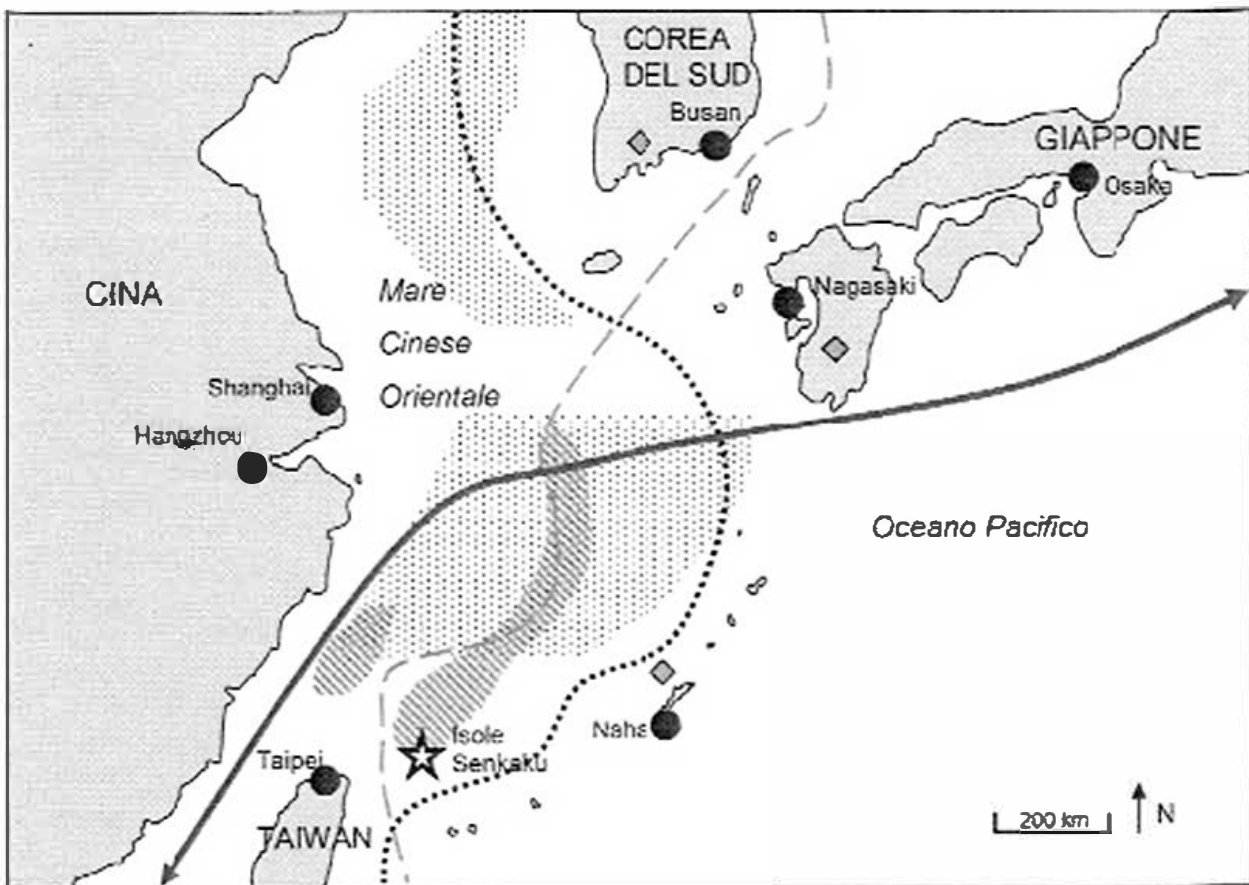 COREA
DEL SUD
Busan
GIAPPONE
Osaka
CINA
Mare
Cinese
Orientale
Nagasaki
Shanghai
Hangzhou
Oceano Pacifico
Isole
Senkaku
Naha
Taipei
TAIWAN
200 km
N